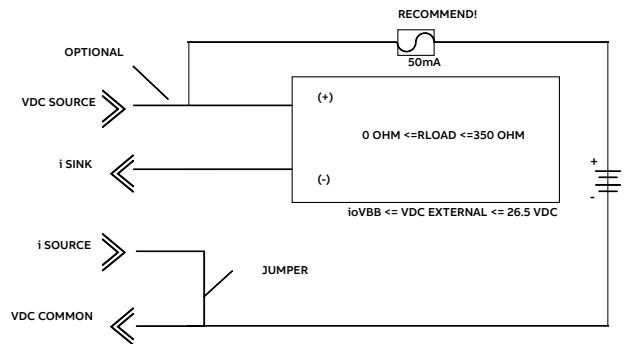 RECOMMEND!
OPTIONAL
50mA
VDC SOURCE
(+)
0 OHM <=RLOAD <=350 OHM
i SINK
+
(-)
-
ioVBB <= VDC EXTERNAL <= 26.5 VDC
i SOURCE
JUMPER
VDC COMMON